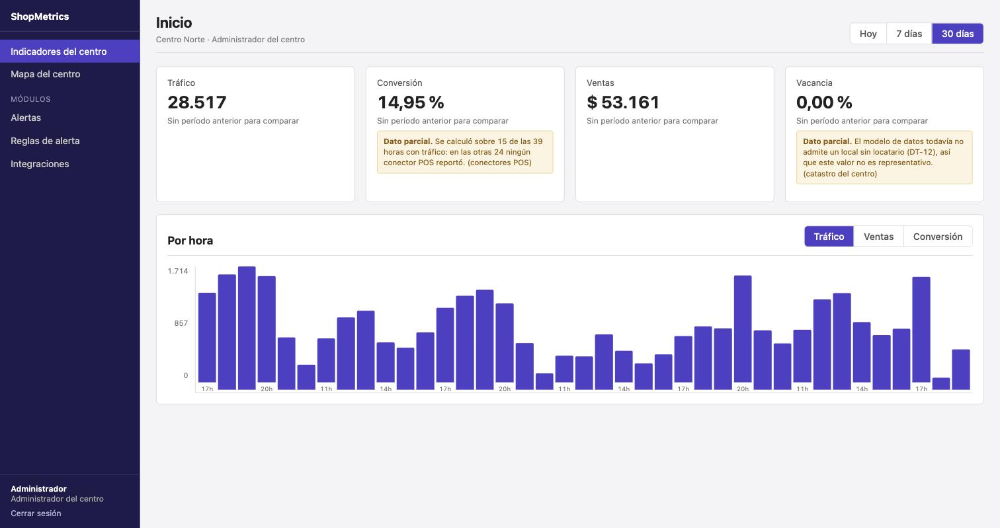 ShopMetrics
Indicadores del centro
Mapa del centro
MÓDULOS
Alertas
Reglas de alerta
Integraciones
Administrador
Administrador del centro
Cerrar sesión
Inicio
Centro Norte · Administrador del centro
Hoy
7 días
30 días
Tráfico
28.517
Sin período anterior para comparar
Conversión
14,95 %
Sin período anterior para comparar
Dato parcial. Se calculó sobre 15 de las 39
horas con tráfico: en las otras 24 ningún
conector POS reportó. (conectores POS)
Ventas
$ 53.161
Sin período anterior para comparar
Vacancia
0,00 %
Sin período anterior para comparar
Dato parcial. El modelo de datos todavía no
admite un local sin locatario (DT-12), así
que este valor no es representativo.
(catastro del centro)
Por hora
Tráfico
Ventas
Conversión
1.714
857
0
17h 20h 11h 14h 17h 20h 11h 14h 17h 20h 11h 14h 17h